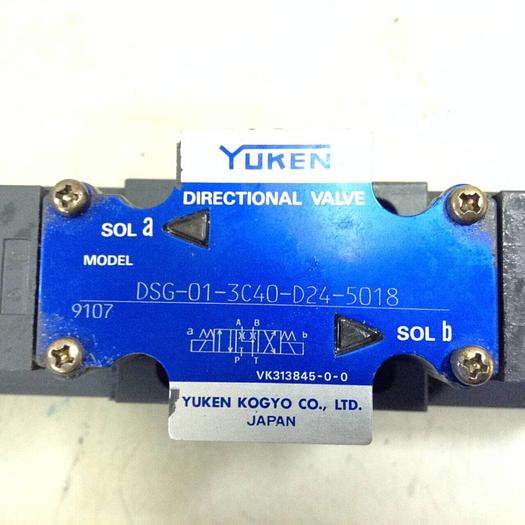 YUKEN
DIRECTIONAL VALVE
SOL a
MODEL
DSG-01-3C40-D24-5018
9107
A B
a b
P T
SOL b
VK313845-0-0
YUKEN KOGYO CO., LTD.
JAPAN